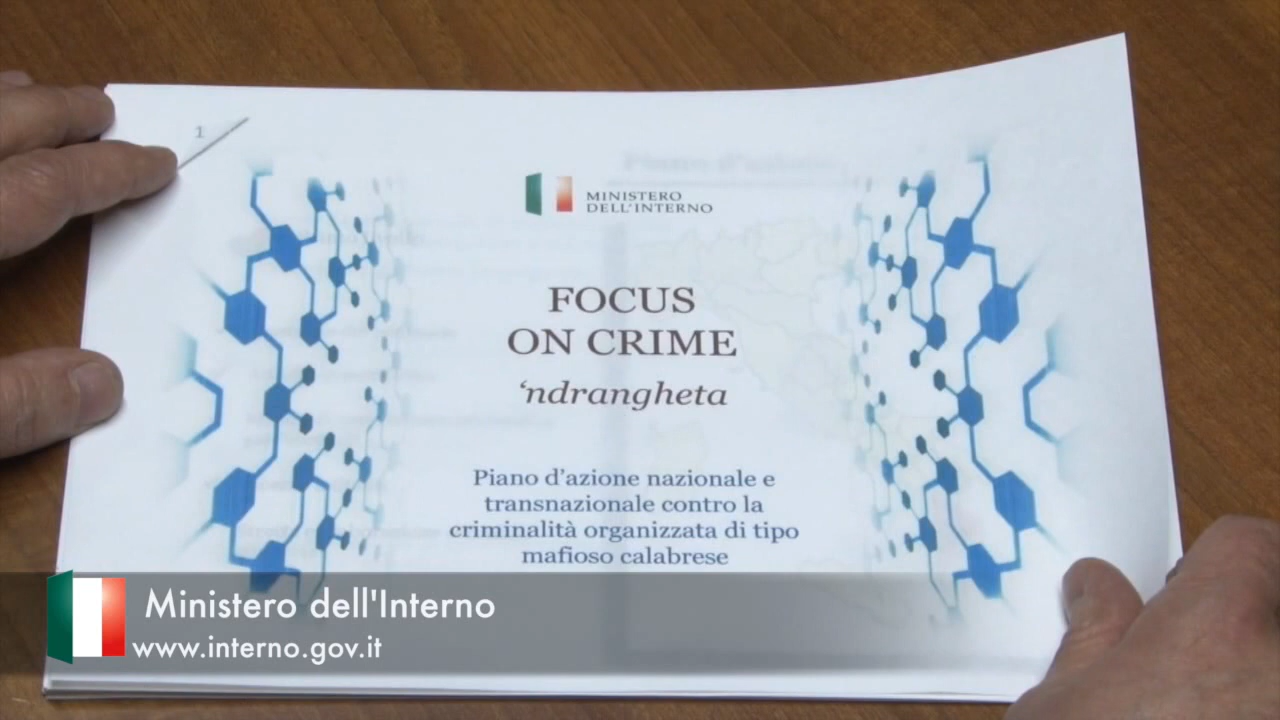 1
MINISTERO
DELL'INTERNO
FOCUS
ON CRIME
‘ndrangheta
Piano d’azione nazionale e
transnazionale contro la
criminalità organizzata di tipo
mafioso calabrese
Ministero dell'Interno
www.interno.gov.it